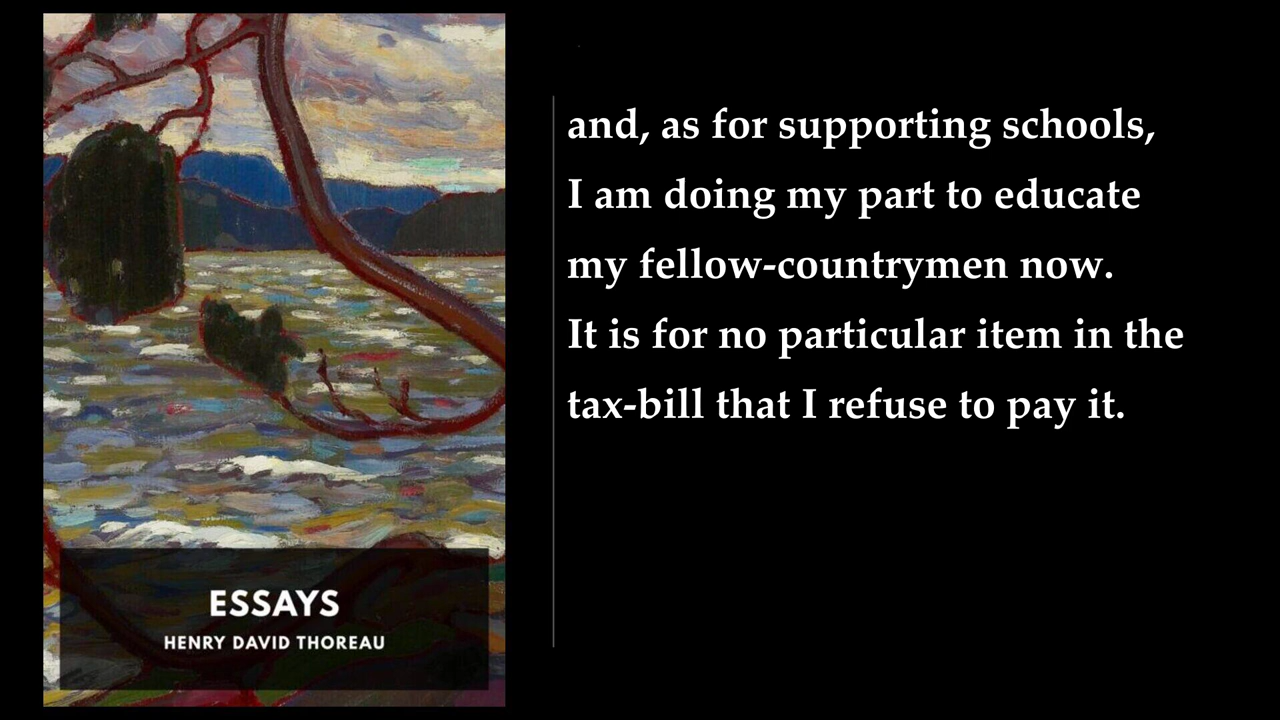 and, as for supporting schools,
I am doing my part to educate
my fellow-countrymen now.
It is for no particular item in the
tax-bill that I refuse to pay it.
ESSAYS
HENRY DAVID THOREAU